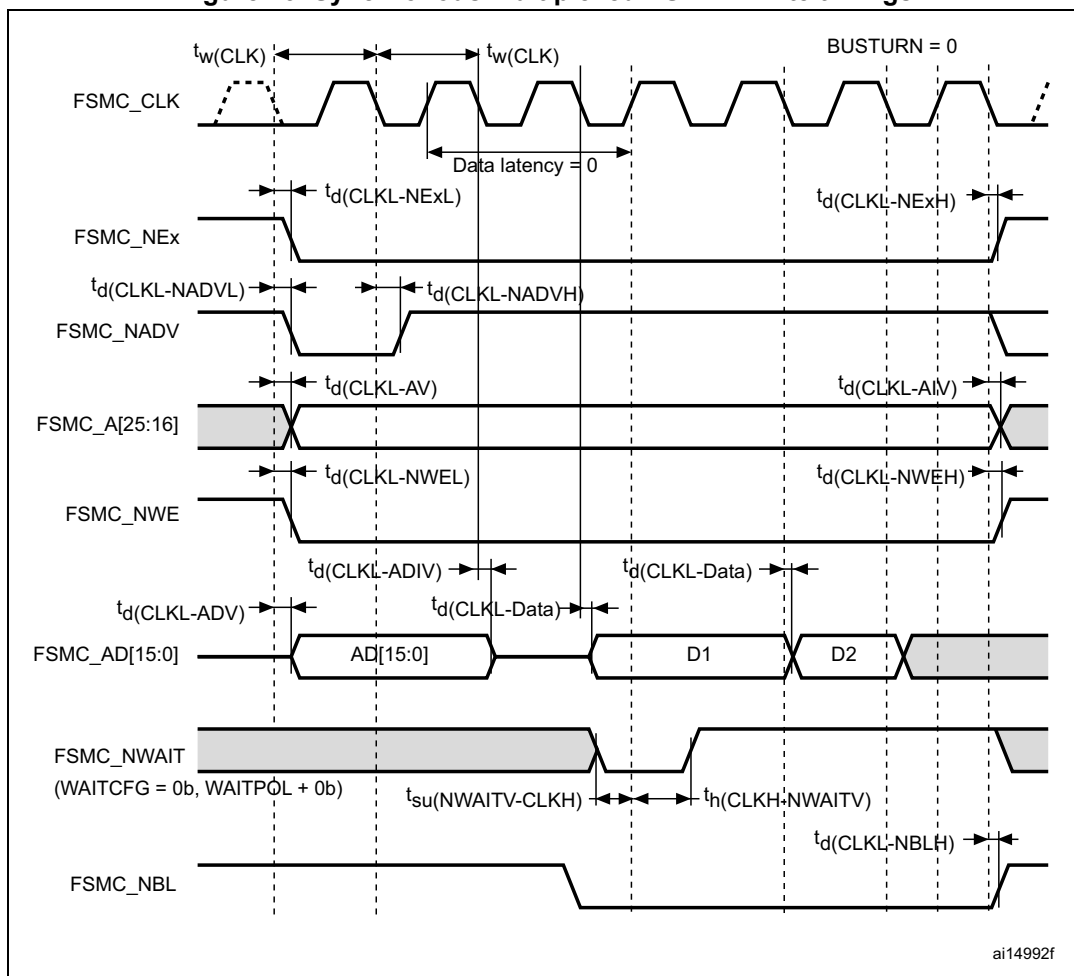 tw(CLK)
tw(CLK)
BUSTURN = 0
FSMC_CLK
Data latency = 0
td(CLKL-NExL)
td(CLKL-NExH)
FSMC_NEx
td(CLKL-NADVL)
td(CLKL-NADVH)
FSMC_NADV
td(CLKL-AV)
td(CLKL-AIV)
FSMC_A[25:16]
td(CLKL-NWEL)
td(CLKL-NWEH)
FSMC_NWE
td(CLKL-ADIV)
td(CLKL-Data)
td(CLKL-ADV)
td(CLKL-Data)
FSMC_AD[15:0]
AD[15:0]
D1
D2
FSMC_NWAIT
(WAITCFG = 0b, WAITPOL + 0b)
tsu(NWAITV-CLKH)
th(CLKH-NWAITV)
td(CLKL-NBLH)
FSMC_NBL
ai14992f